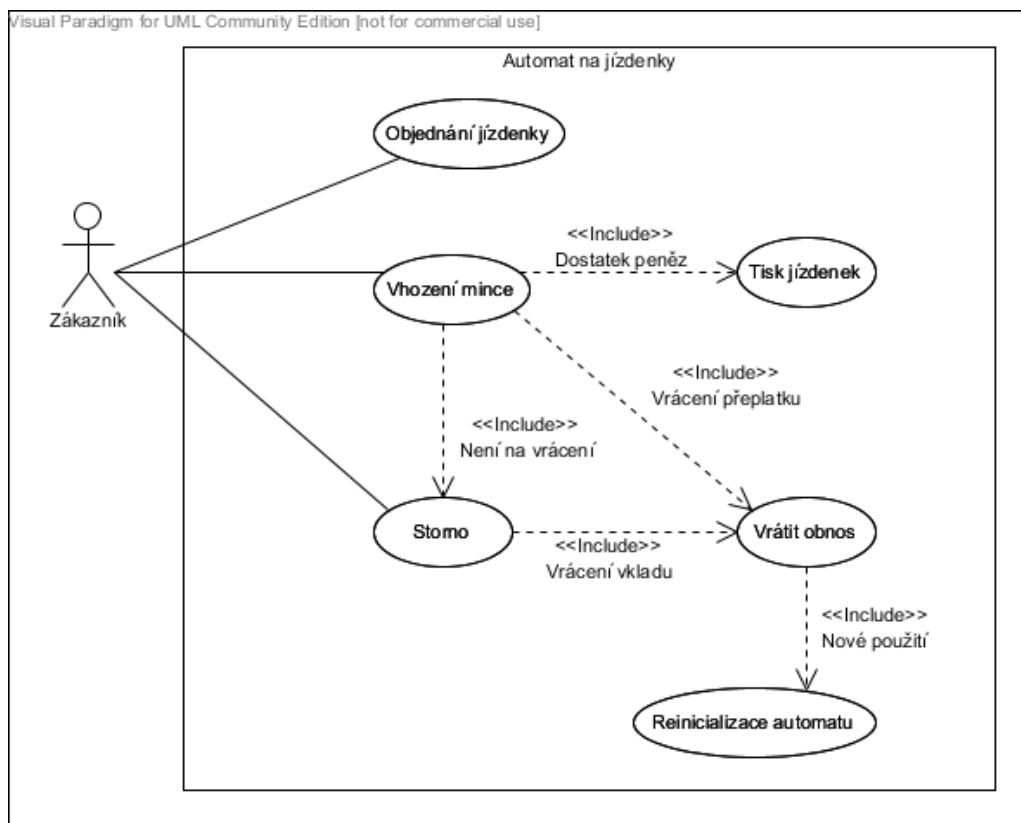 Visual Paradigm for UML Community Edition [not for commercial use]
Automat na jízdenky
Objednání jízdenky
<<Include>>
Dostatek peněz
Tisk jízdenek
Vhození mince
Zákazník
<<Include>>
Vrácení přeplatku
<<Include>>
Není na vrácení
Storno
<<Include>>
Vrácení vkladu
Vrátit obnos
<<Include>>
Nové použití
Reinicializace automatu